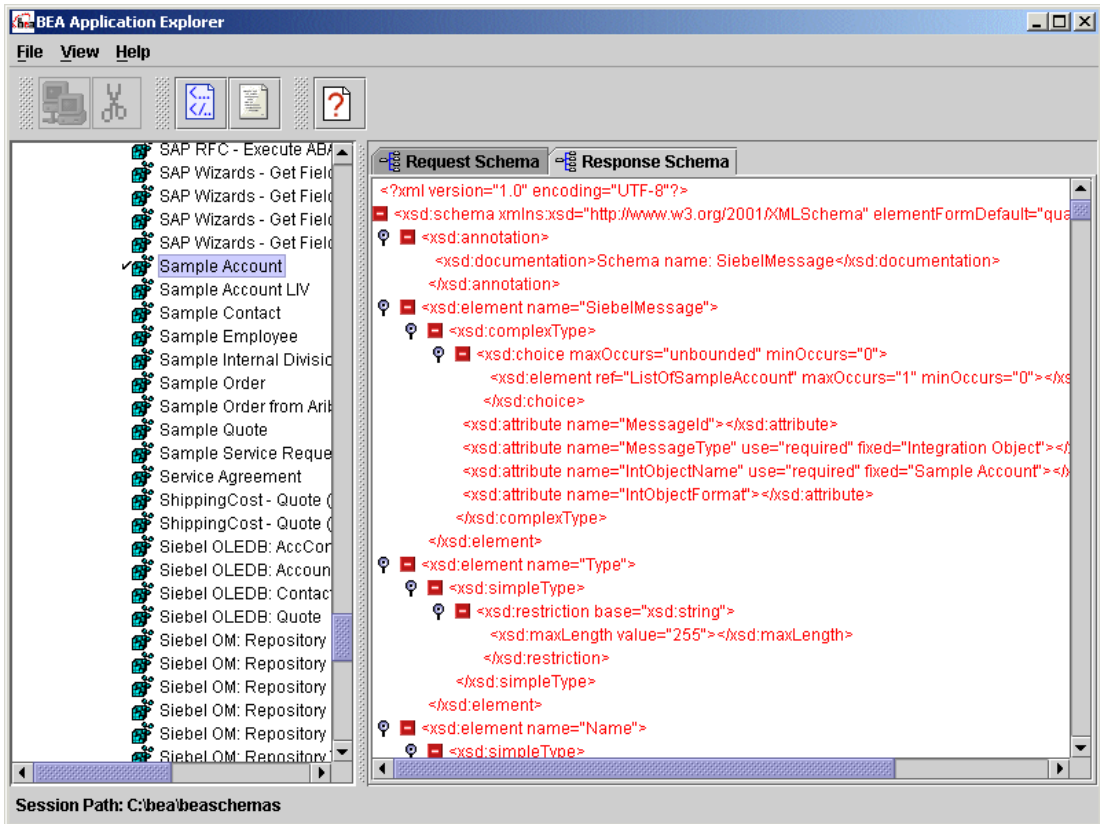 BEA Application Explorer
File View Help
SAP RFC - Execute ABA
SAP Wizards - Get Field
SAP Wizards - Get Field
SAP Wizards - Get Field
SAP Wizards - Get Field
Sample Account
Sample Account LIV
Sample Contact
Sample Employee
Sample Internal Divisic
Sample Order
Sample Order from Arib
Sample Quote
Sample Service Reque
Service Agreement
ShippingCost - Quote (
ShippingCost - Quote (
Siebel OLEDB: AccCon
Siebel OLEDB: Accoun
Siebel OLEDB: Contac
Siebel OLEDB: Quote
Siebel OM: Repository
Siebel OM: Repository
Siebel OM: Repository
Siebel OM: Repository
Siebel OM: Repository
Siebel OM: Repository
Request Schema Response Schema
<?xml version="1.0" encoding="UTF-8"?>
<xsd:schema xmlns:xsd="http://www.w3.org/2001/XMLSchema" elementFormDefault="qua
<xsd:annotation>
<xsd:documentation>Schema name: SiebelMessage</xsd:documentation>
</xsd:annotation>
<xsd:element name="SiebelMessage">
<xsd:complexType>
<xsd:choice maxOccurs="unbounded" minOccurs="0">
<xsd:element ref="ListOfSampleAccount" maxOccurs="1" minOccurs="0"></xs
</xsd:choice>
<xsd:attribute name="MessageId"></xsd:attribute>
<xsd:attribute name="MessageType" use="required" fixed="Integration Object"></
<xsd:attribute name="IntObjectName" use="required" fixed="Sample Account"></x
<xsd:attribute name="IntObjectFormat"></xsd:attribute>
</xsd:complexType>
</xsd:element>
<xsd:element name="Type">
<xsd:simpleType>
<xsd:restriction base="xsd:string">
<xsd:maxLength value="255"></xsd:maxLength>
</xsd:restriction>
</xsd:simpleType>
</xsd:element>
<xsd:element name="Name">
<xsd:simpleType>
Session Path: C:\bea\beaschemas